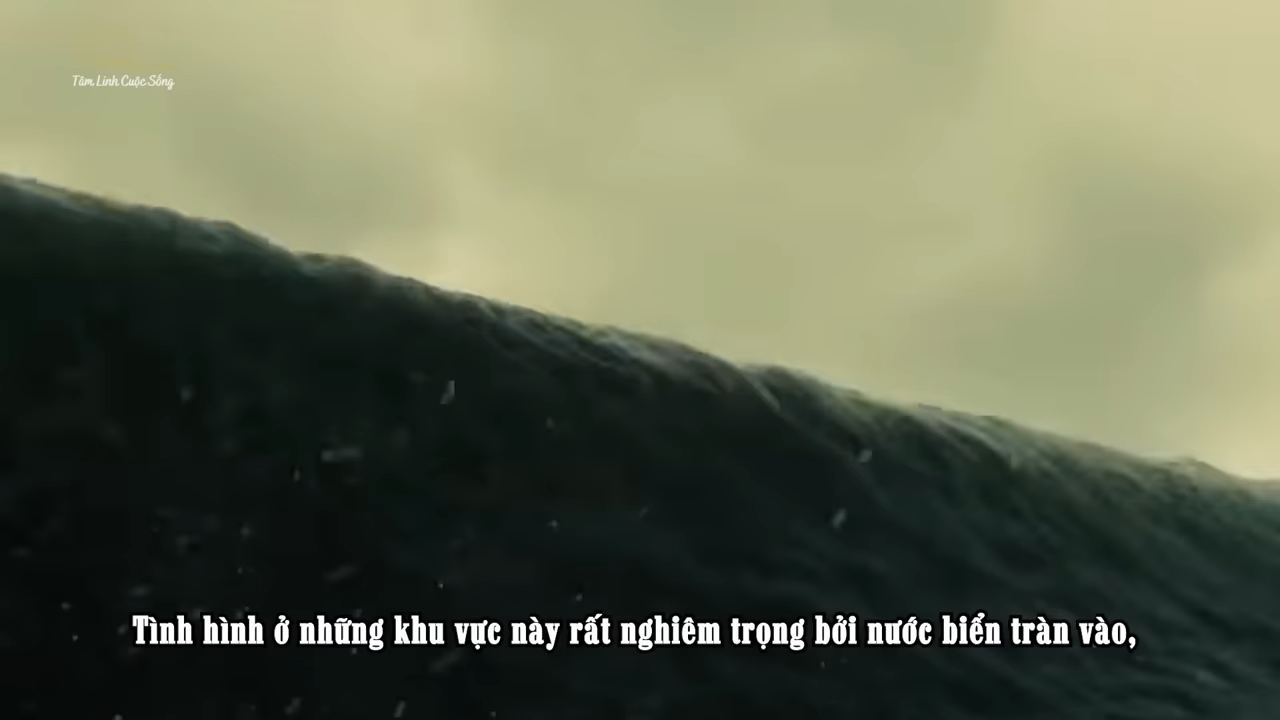 Tâm Linh Cuộc Sống
Tình hình ở những khu vực này rất nghiêm trọng bởi nước biển tràn vào,